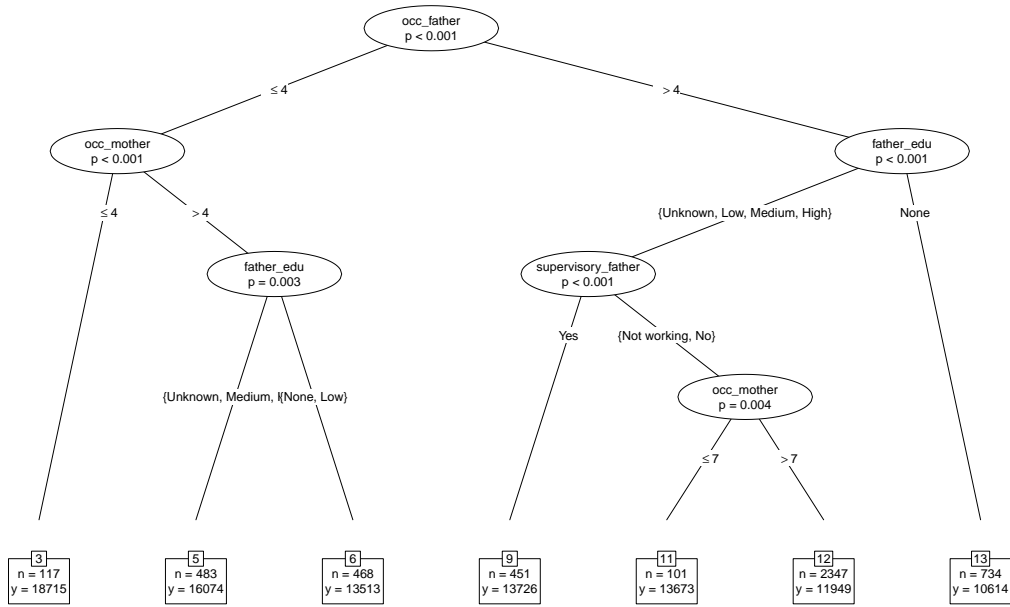 occ_father
p < 0.001
≤ 4
> 4
occ_mother
p < 0.001
father_edu
p < 0.001
≤ 4
> 4
{Unknown, Low, Medium, High}
None
father_edu
p = 0.003
supervisory_father
p < 0.001
Yes
{Not working, No}
{Unknown, Medium,
{None, Low}
occ_mother
p = 0.004
≤ 7
> 7
3
n = 117
y = 18715
5
n = 483
y = 16074
6
n = 468
y = 13513
9
n = 451
y = 13726
11
n = 101
y = 13673
12
n = 2347
y = 11949
13
n = 734
y = 10614